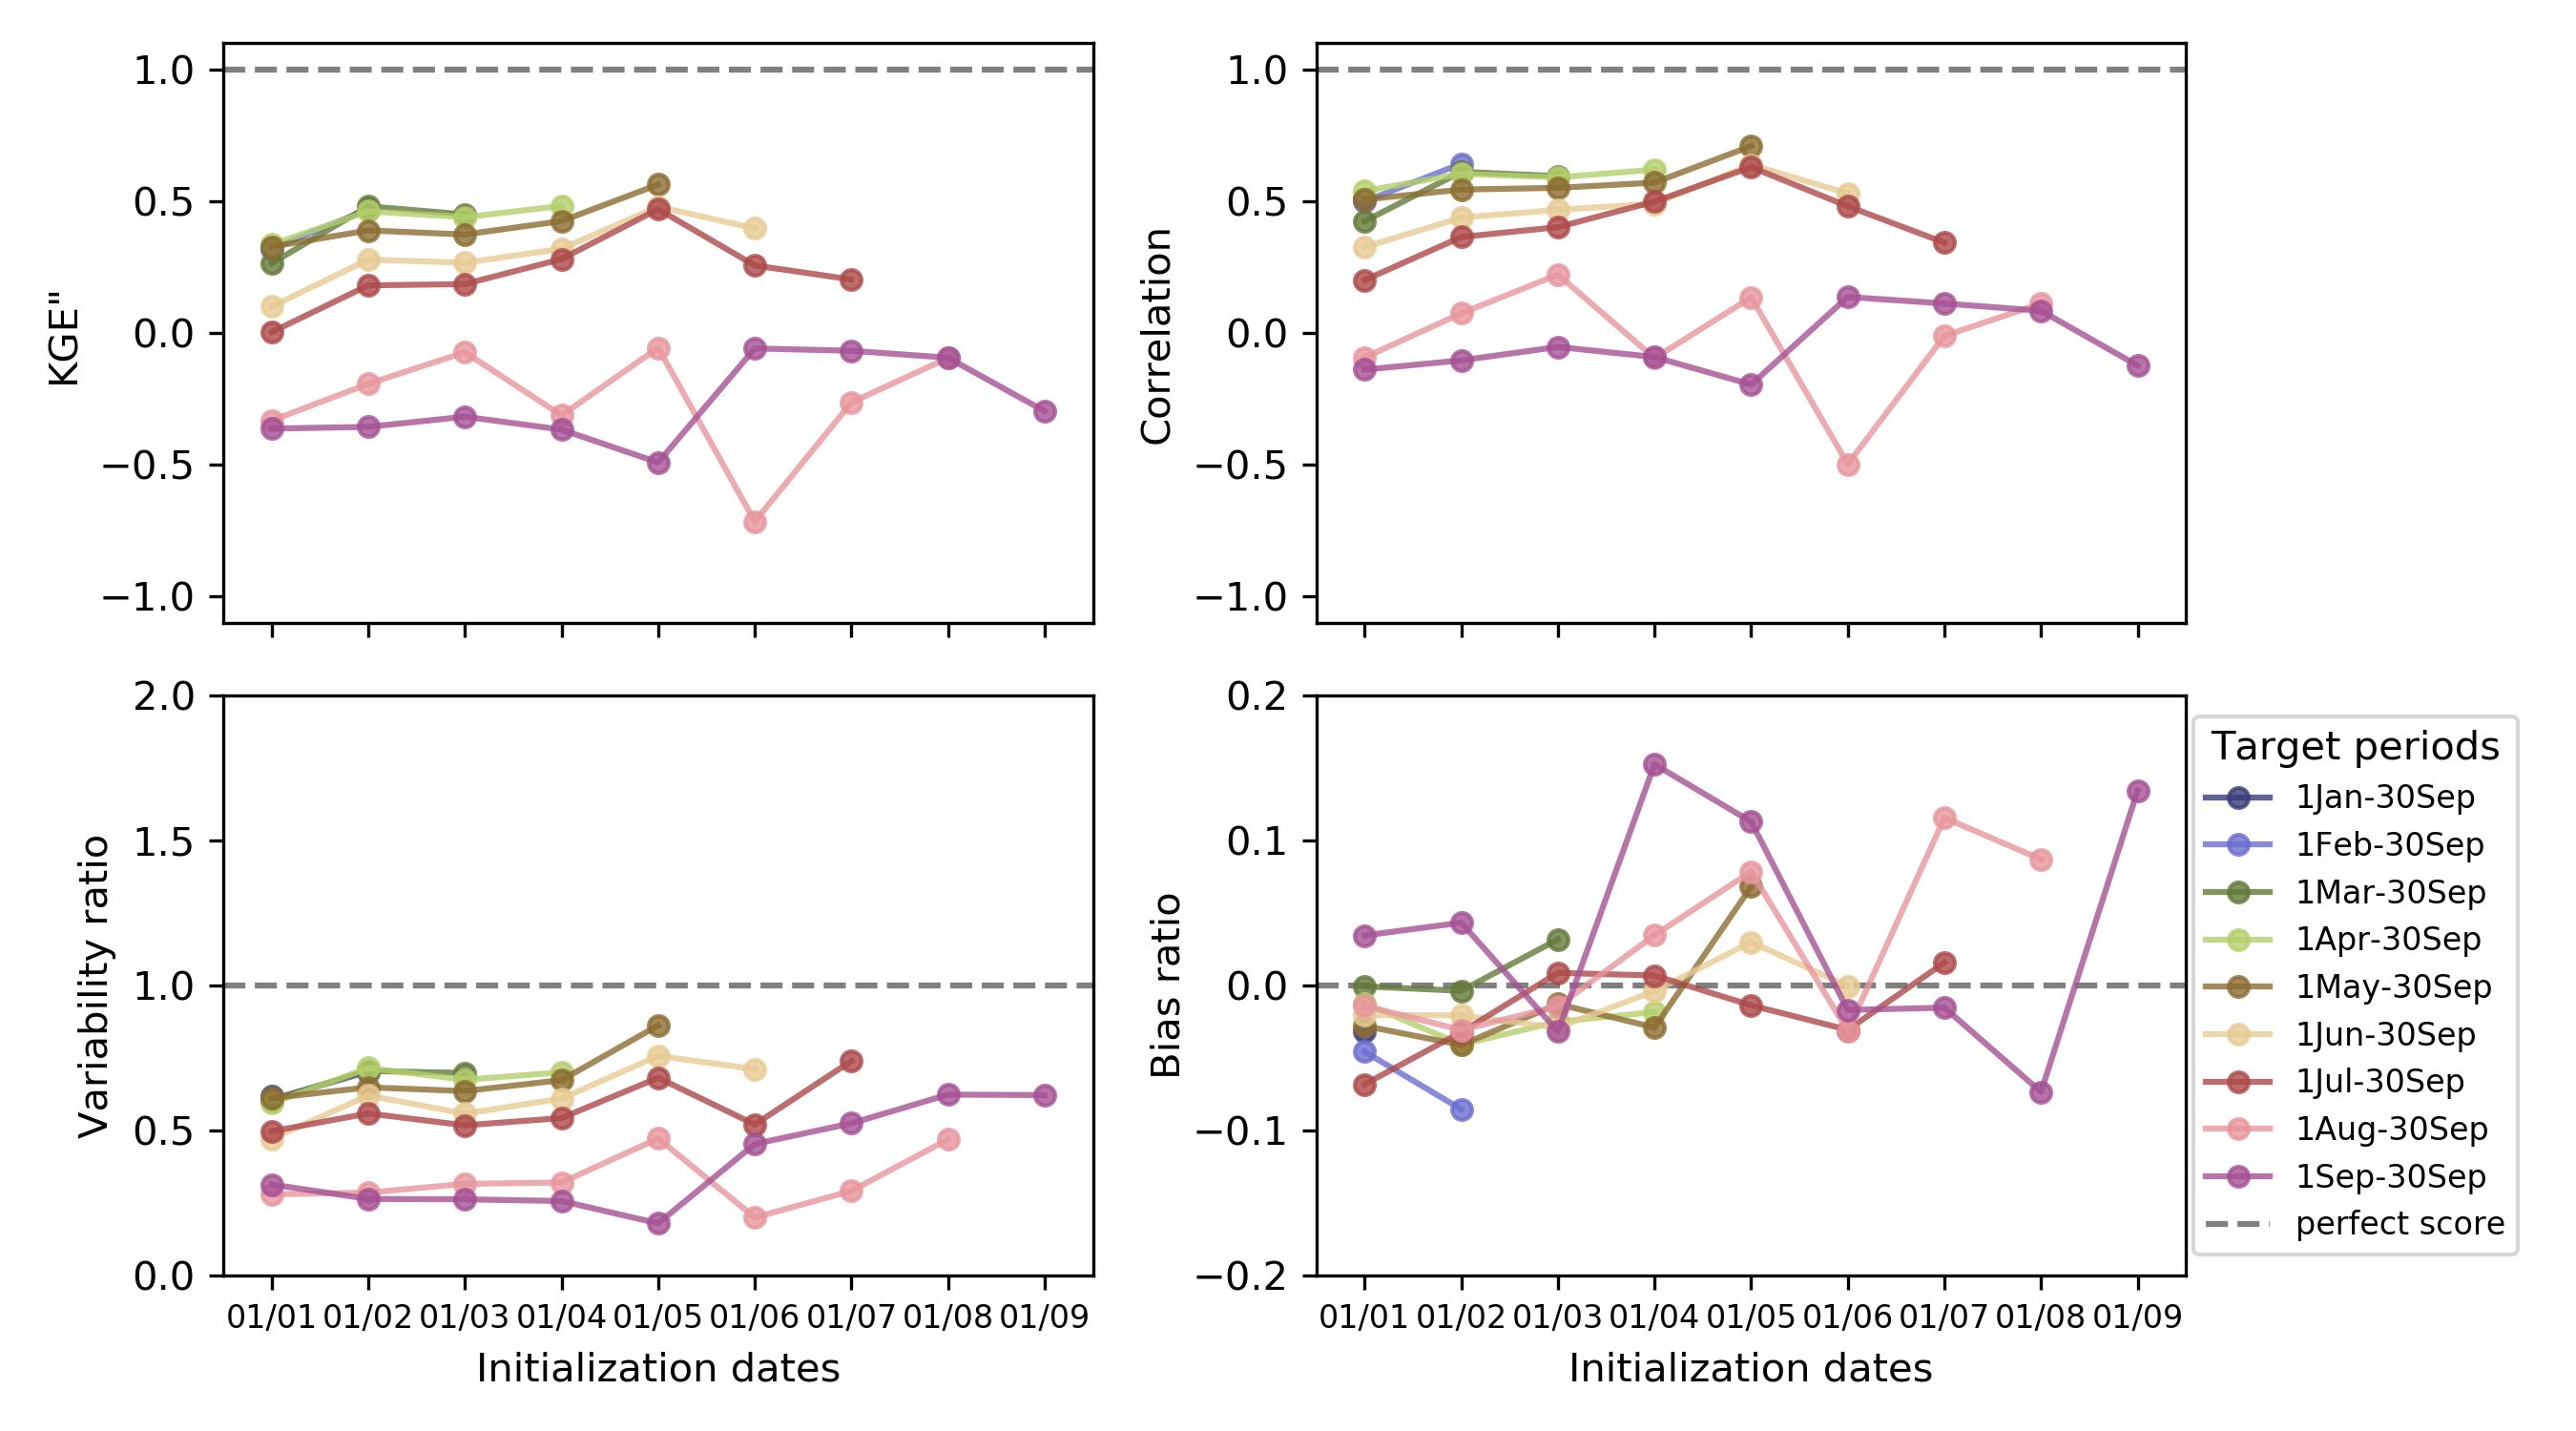 1.0
0.5
0.0
−0.5
−1.0
KGE"
1.0
0.5
0.0
−0.5
−1.0
Correlation
2.0
1.5
1.0
0.5
0.0
Variability ratio
01/01 01/02 01/03 01/04 01/05 01/06 01/07 01/08 01/09
Initialization dates
0.2
0.1
0.0
−0.1
−0.2
Bias ratio
01/01 01/02 01/03 01/04 01/05 01/06 01/07 01/08 01/09
Initialization dates
Target periods
1Jan-30Sep
1Feb-30Sep
1Mar-30Sep
1Apr-30Sep
1May-30Sep
1Jun-30Sep
1Jul-30Sep
1Aug-30Sep
1Sep-30Sep
perfect score